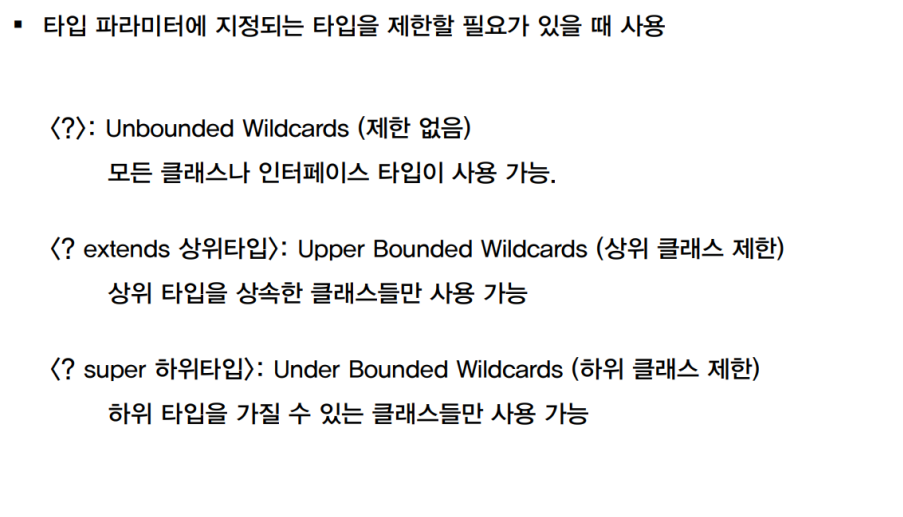 ▪ 타입 파라미터에 지정되는 타입을 제한할 필요가 있을 때 사용
<?>: Unbounded Wildcards (제한 없음)
모든 클래스나 인터페이스 타입이 사용 가능.
<? extends 상위타입>: Upper Bounded Wildcards (상위 클래스 제한)
상위 타입을 상속한 클래스들만 사용 가능
<? super 하위타입>: Under Bounded Wildcards (하위 클래스 제한)
하위 타입을 가질 수 있는 클래스들만 사용 가능